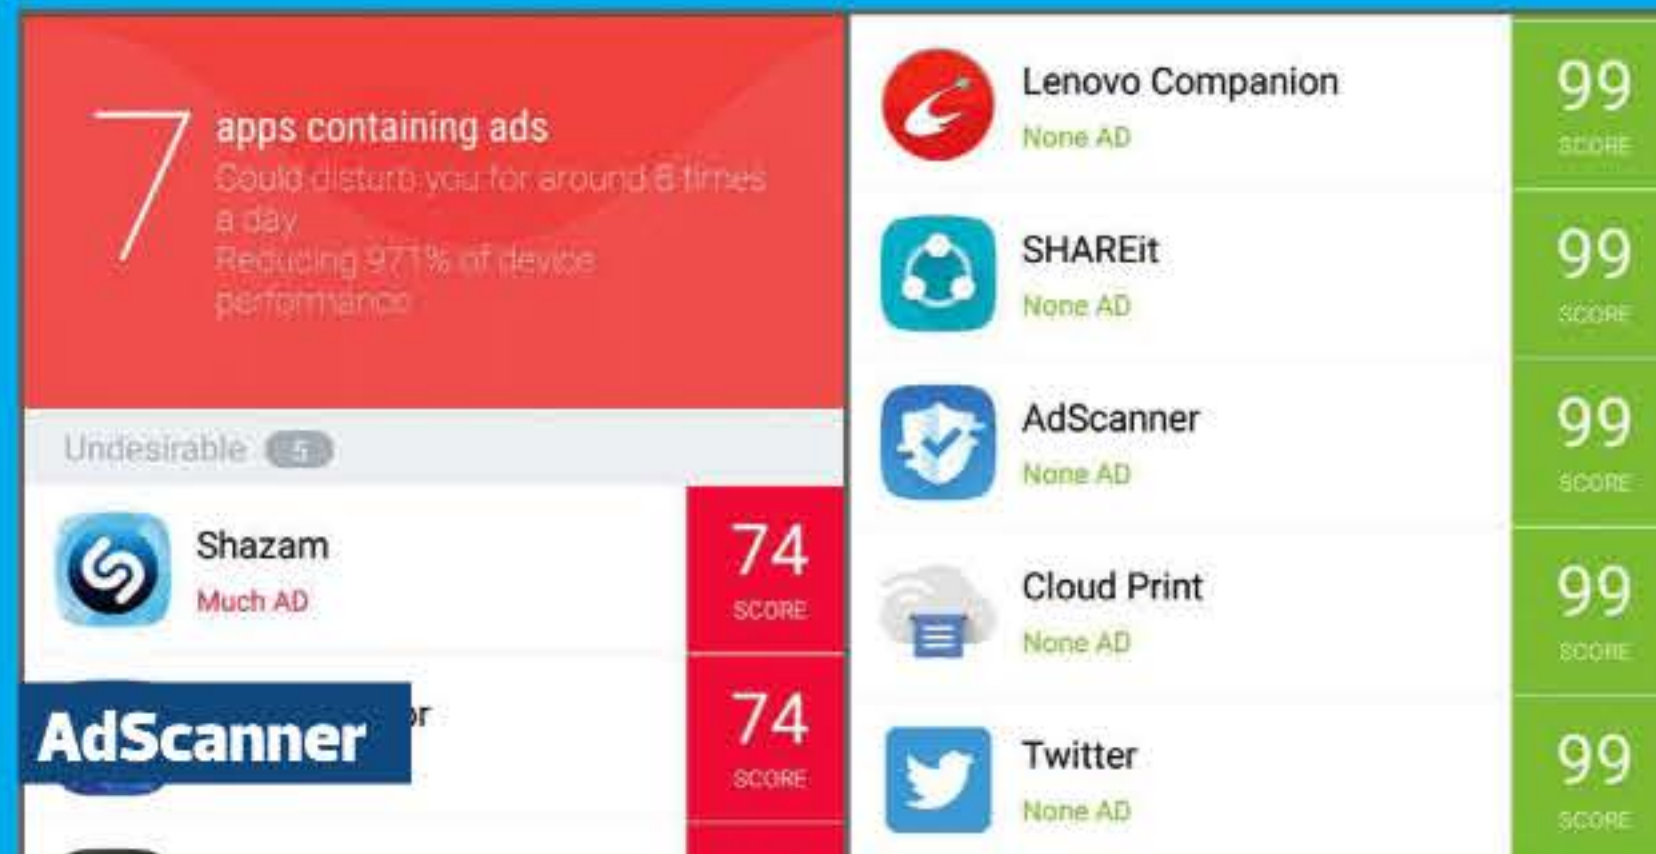 7
apps containing ads
Could disturb you for around 6 times
a day
Reducing 971% of device
performance
Undesirable 5
Shazam
Much AD
74
SCORE
or
74
SCORE
AdScanner
Lenovo Companion
None AD
99
SCORE
SHAREit
None AD
99
SCORE
AdScanner
None AD
99
SCORE
Cloud Print
None AD
99
SCORE
Twitter
None AD
99
SCORE